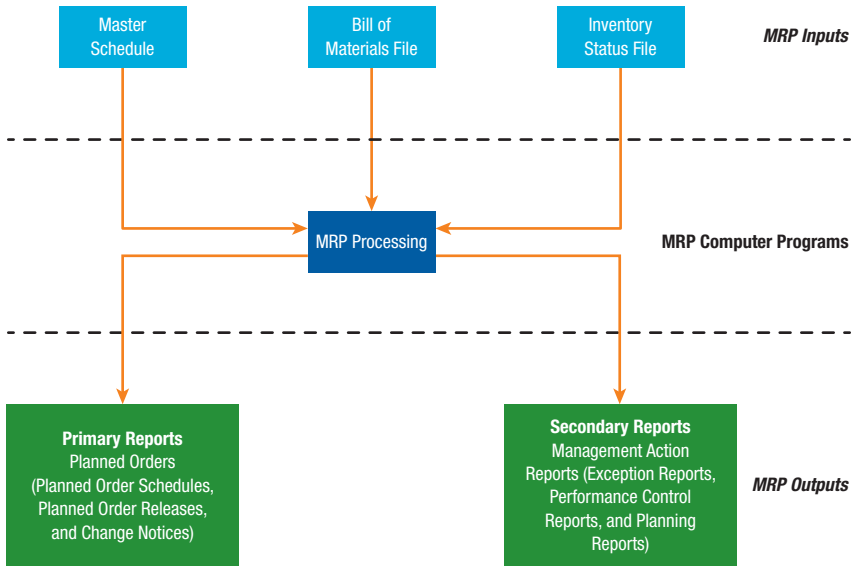 Master
Schedule
Bill of
Materials File
Inventory
Status File
MRP Inputs
MRP Processing
MRP Computer Programs
Primary Reports
Planned Orders
(Planned Order Schedules,
Planned Order Releases,
and Change Notices)
Secondary Reports
Management Action
Reports (Exception Reports,
Performance Control
Reports, and Planning
Reports)
MRP Outputs